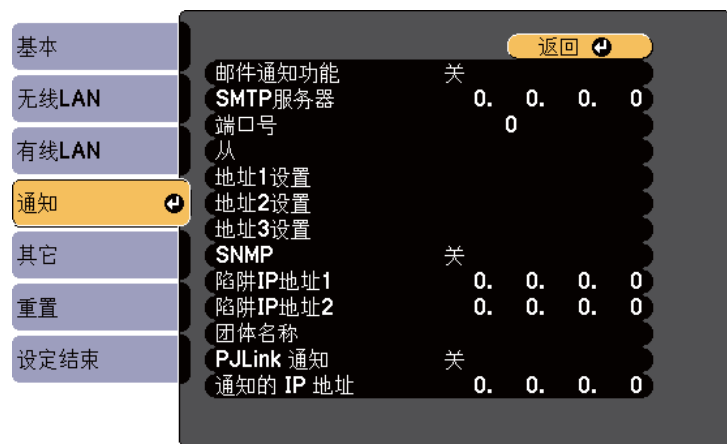 基本
无线LAN
有线LAN
通知
其它
重置
设定结束
返回
邮件通知功能 关
SMTP服务器 0. 0. 0. 0
端口号 0
从
地址1设置
地址2设置
地址3设置
SNMP 关
陷阱IP地址1 0. 0. 0. 0
陷阱IP地址2 0. 0. 0. 0
团体名称
PJLink 通知 关
通知的 IP 地址 0. 0. 0. 0